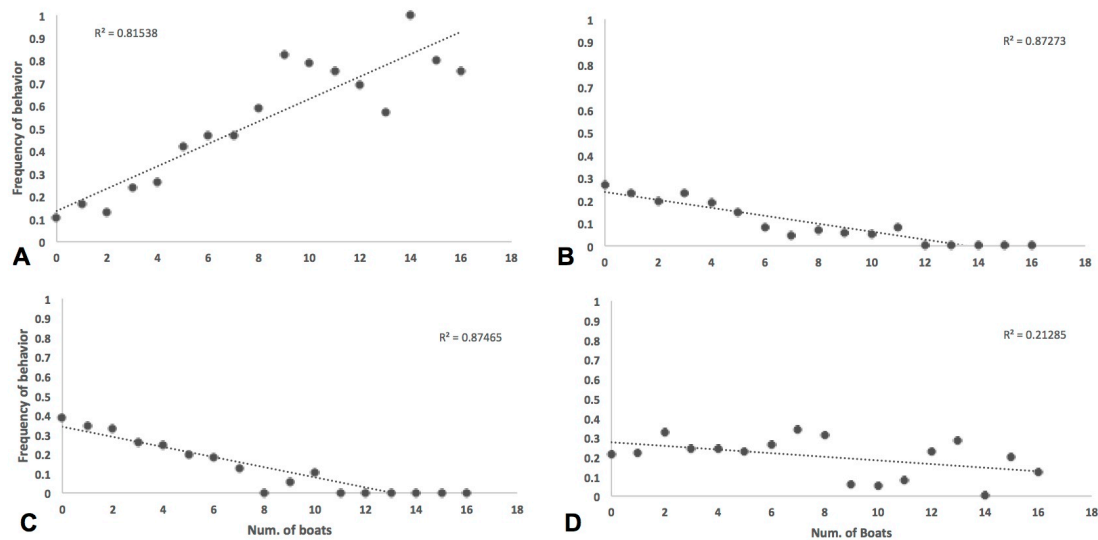 R² = 0.81538
Frequency of behavior
1
0.9
0.8
0.7
0.6
0.5
0.4
0.3
0.2
0.1
0
0 2 4 6 8 10 12 14 16 18
A
R² = 0.87273
1
0.9
0.8
0.7
0.6
0.5
0.4
0.3
0.2
0.1
0
0 2 4 6 8 10 12 14 16 18
B
R² = 0.87465
Frequency of behavior
1
0.9
0.8
0.7
0.6
0.5
0.4
0.3
0.2
0.1
0
0 2 4 6 8 10 12 14 16 18
C
Num. of boats
R² = 0.21285
1
0.9
0.8
0.7
0.6
0.5
0.4
0.3
0.2
0.1
0
0 2 4 6 8 10 12 14 16 18
D
Num. of Boats